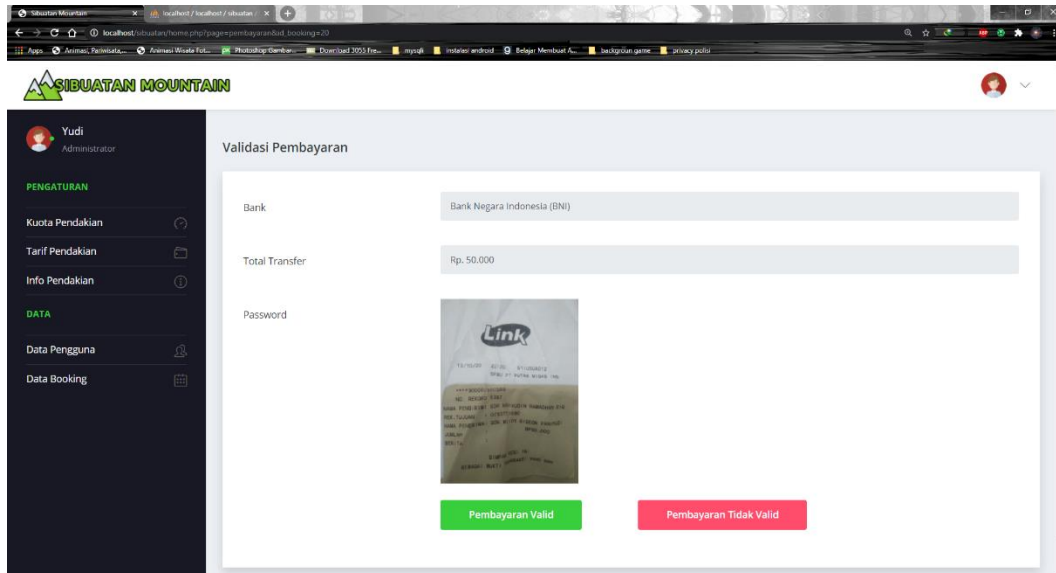 Sibuatan Mountain
localhost / localhost / sibuatan /
localhost/sibuatan/home.php?page=pembayaran&id_booking=20
Apps
Animasi, Pariwisata,...
Animasi Wisata Fot...
Photoshop Gambar...
Download 3055 Fre...
mysqli
instalasi android
Belajar Membuat A...
backgroun game
privacy polisi
SIBUATAN MOUNTAIN
Yudi
Administrator
PENGATURAN
Kuota Pendakian
Tarif Pendakian
Info Pendakian
DATA
Data Pengguna
Data Booking
Validasi Pembayaran
Bank
Bank Negara Indonesia (BNI)
Total Transfer
Rp. 50.000
Password
Link
Pembayaran Valid
Pembayaran Tidak Valid